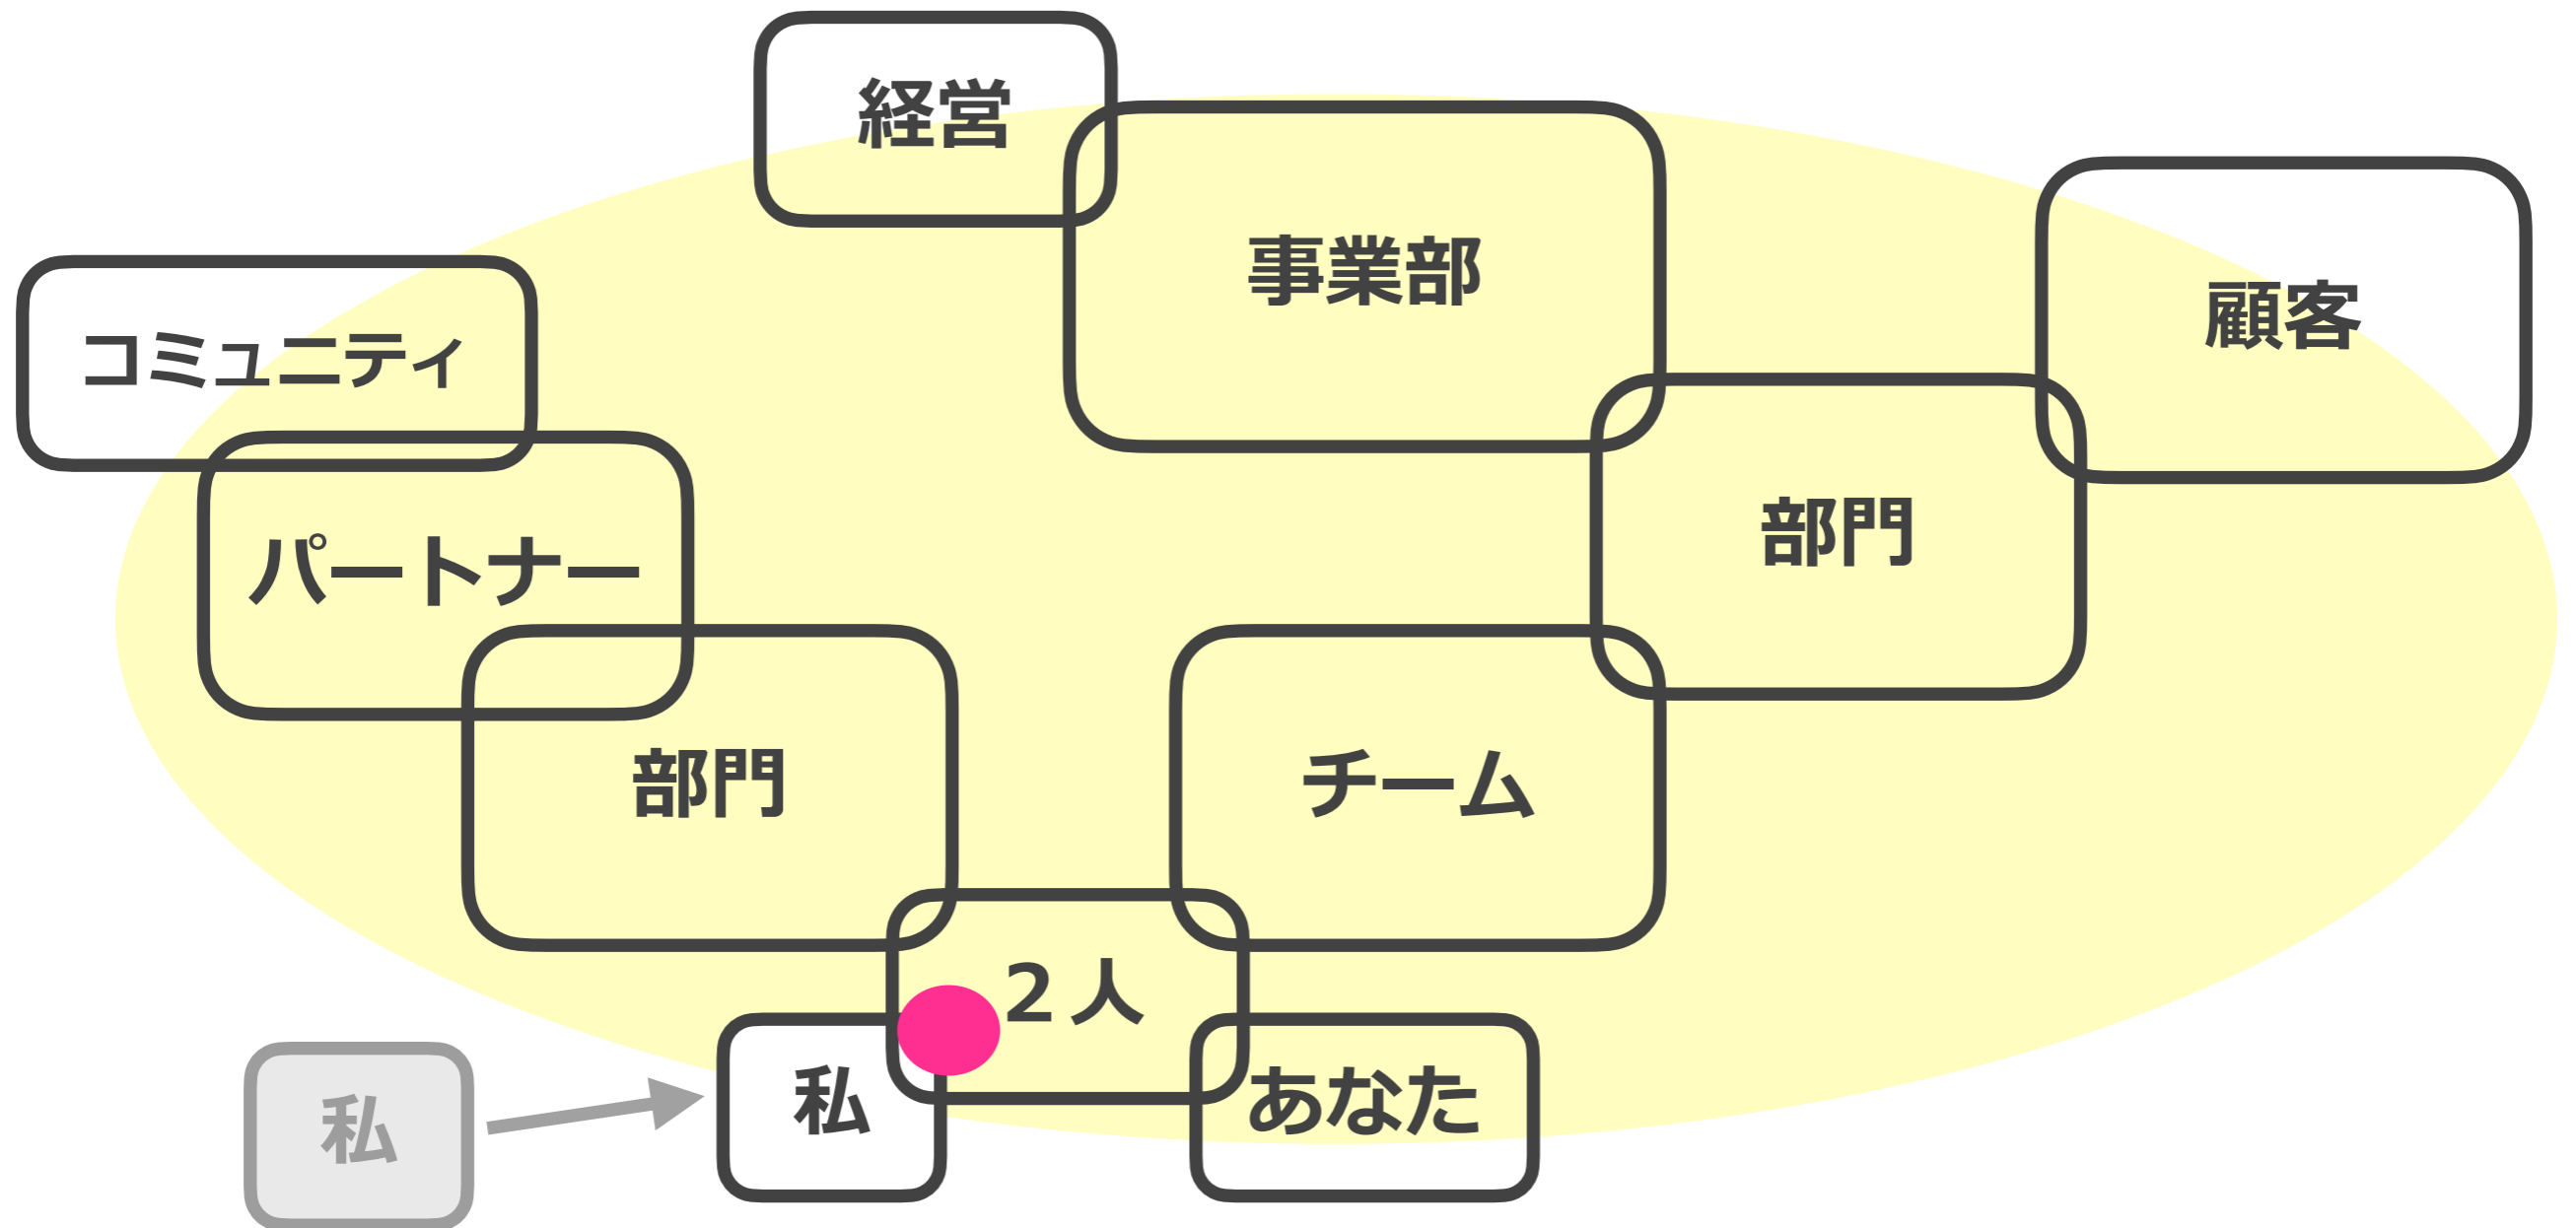 経営
事業部
顧客
コミュニティ
パートナー
部門
部門
チーム
2人
私
あなた
私